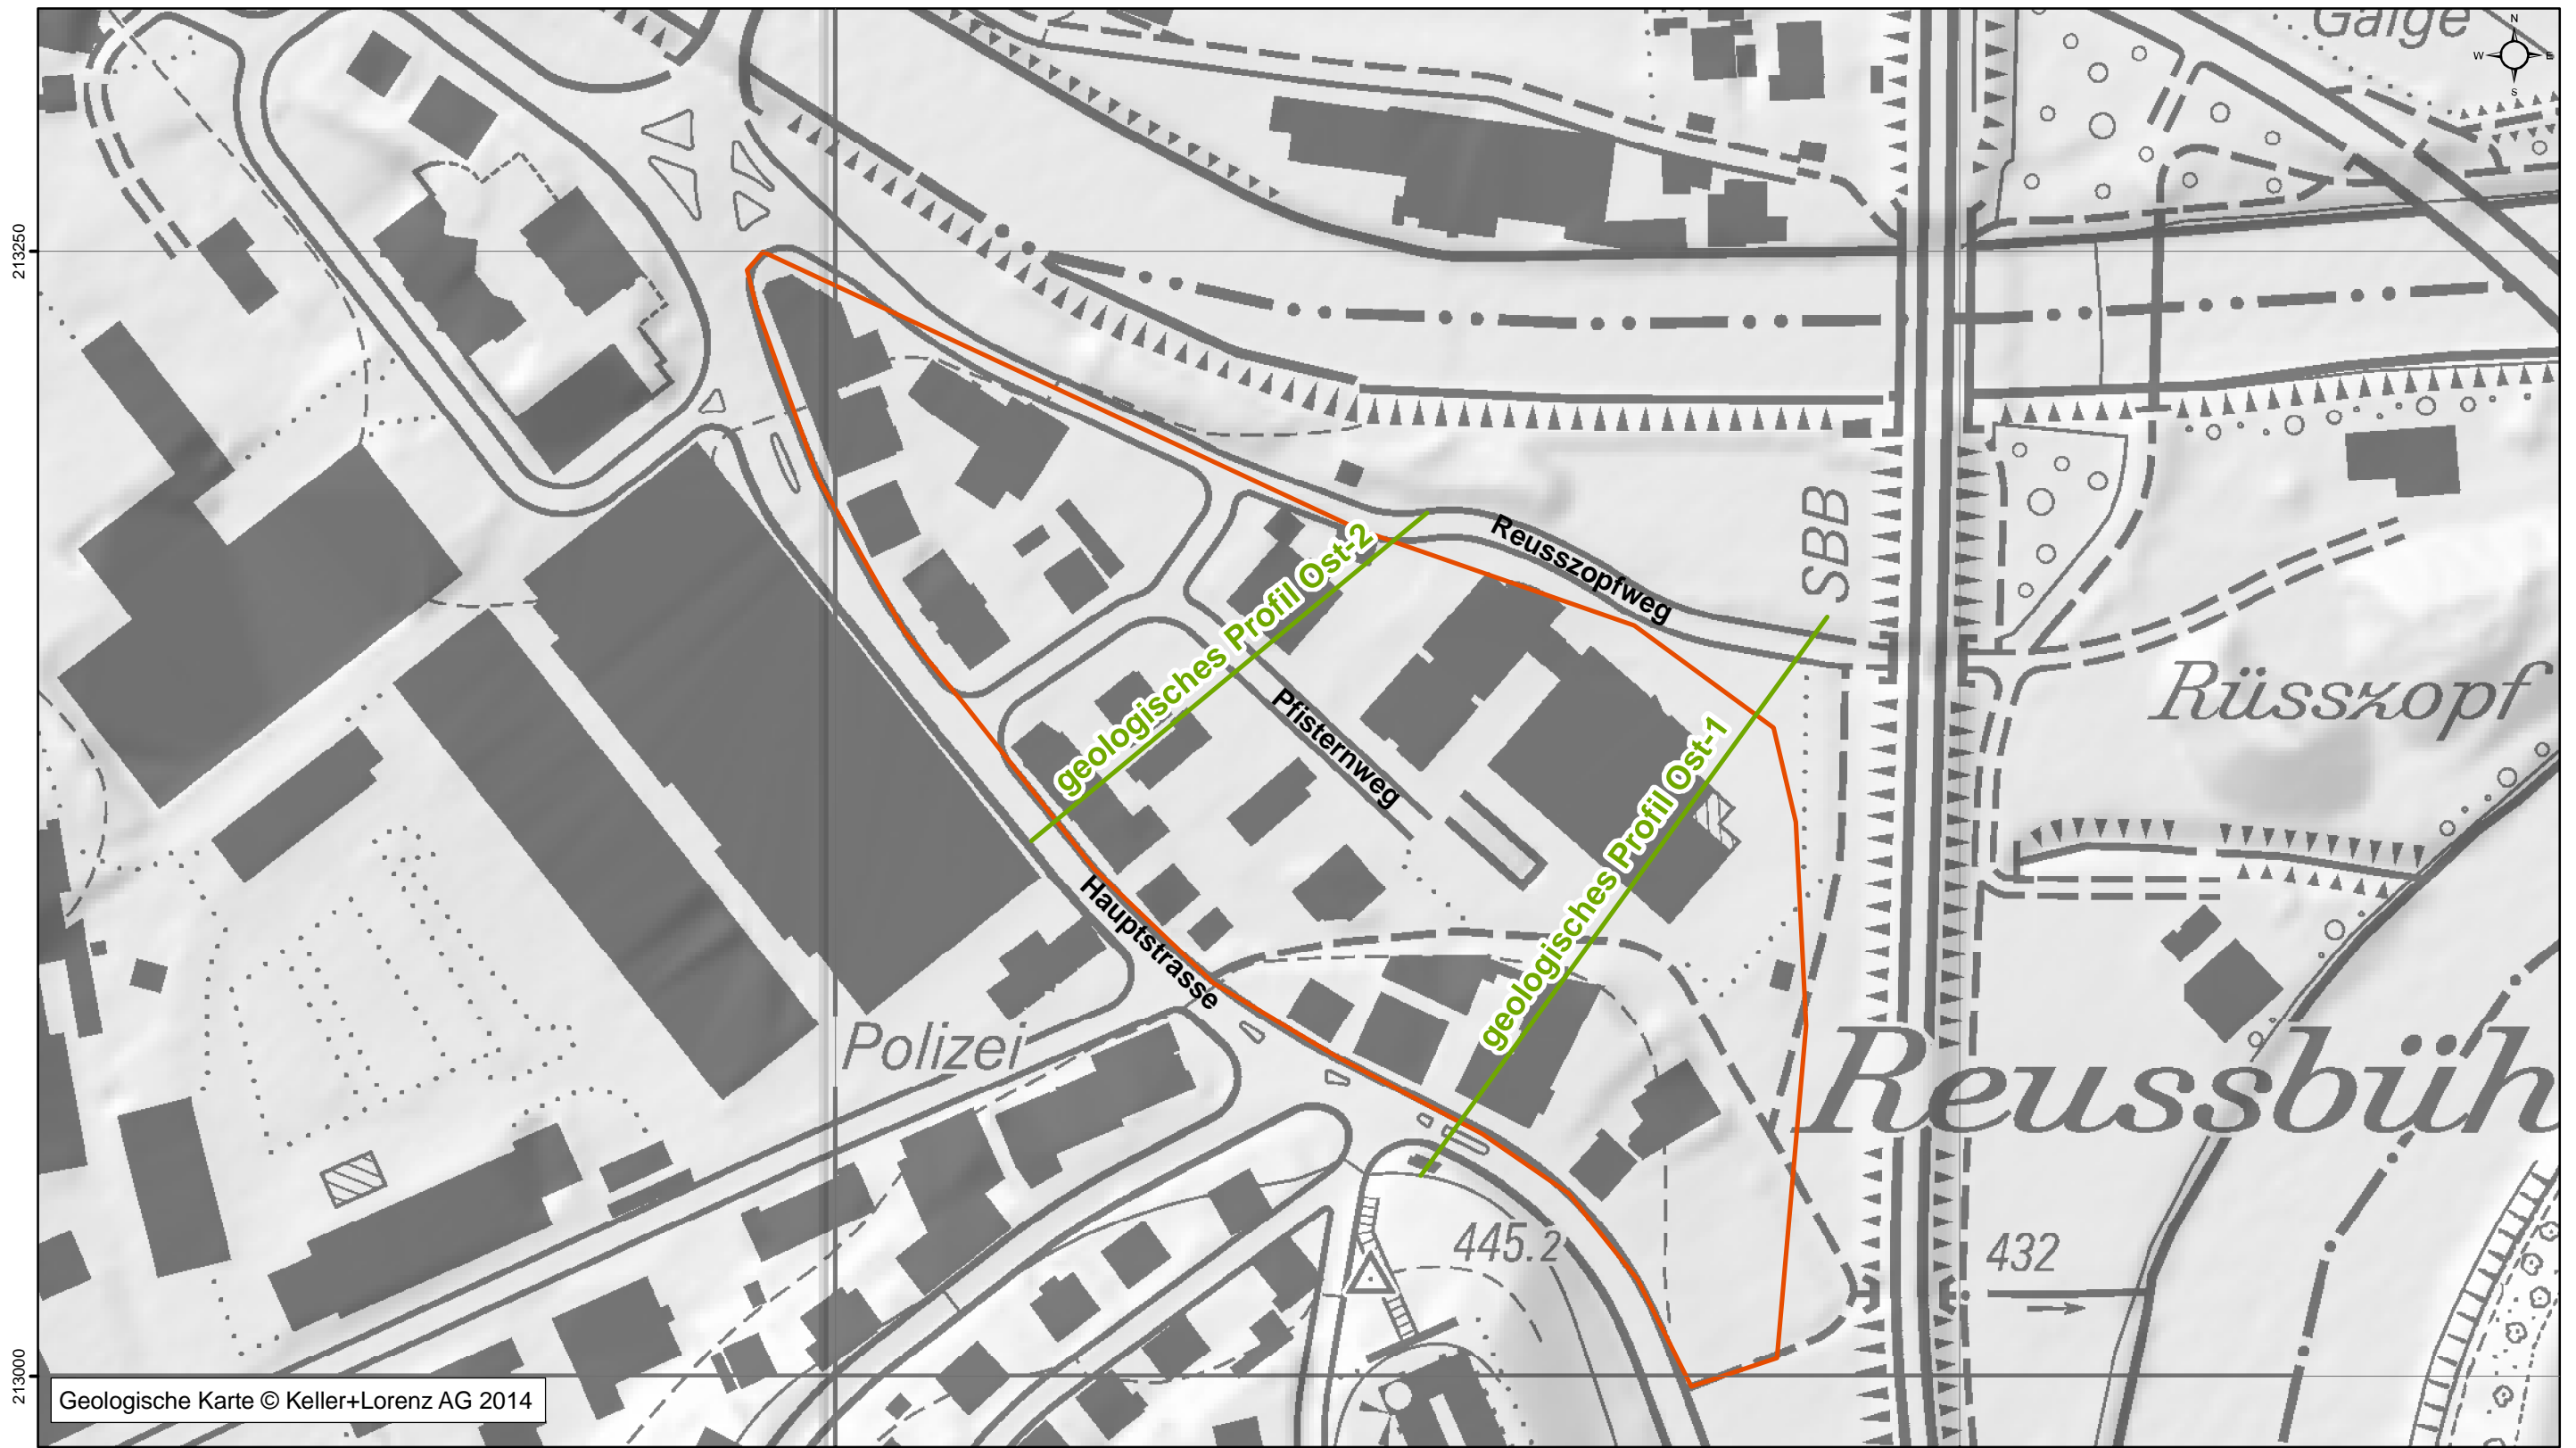 Galge
N
W
E
S
213250
Reusszopfweg
SBB
geologisches Profil Ost-2
Rüsszopf
Pfisternweg
geologisches Profil Ost-1
Hauptstrasse
Polizei
Reussbüh
445.2
432
213000
Geologische Karte © Keller+Lorenz AG 2014